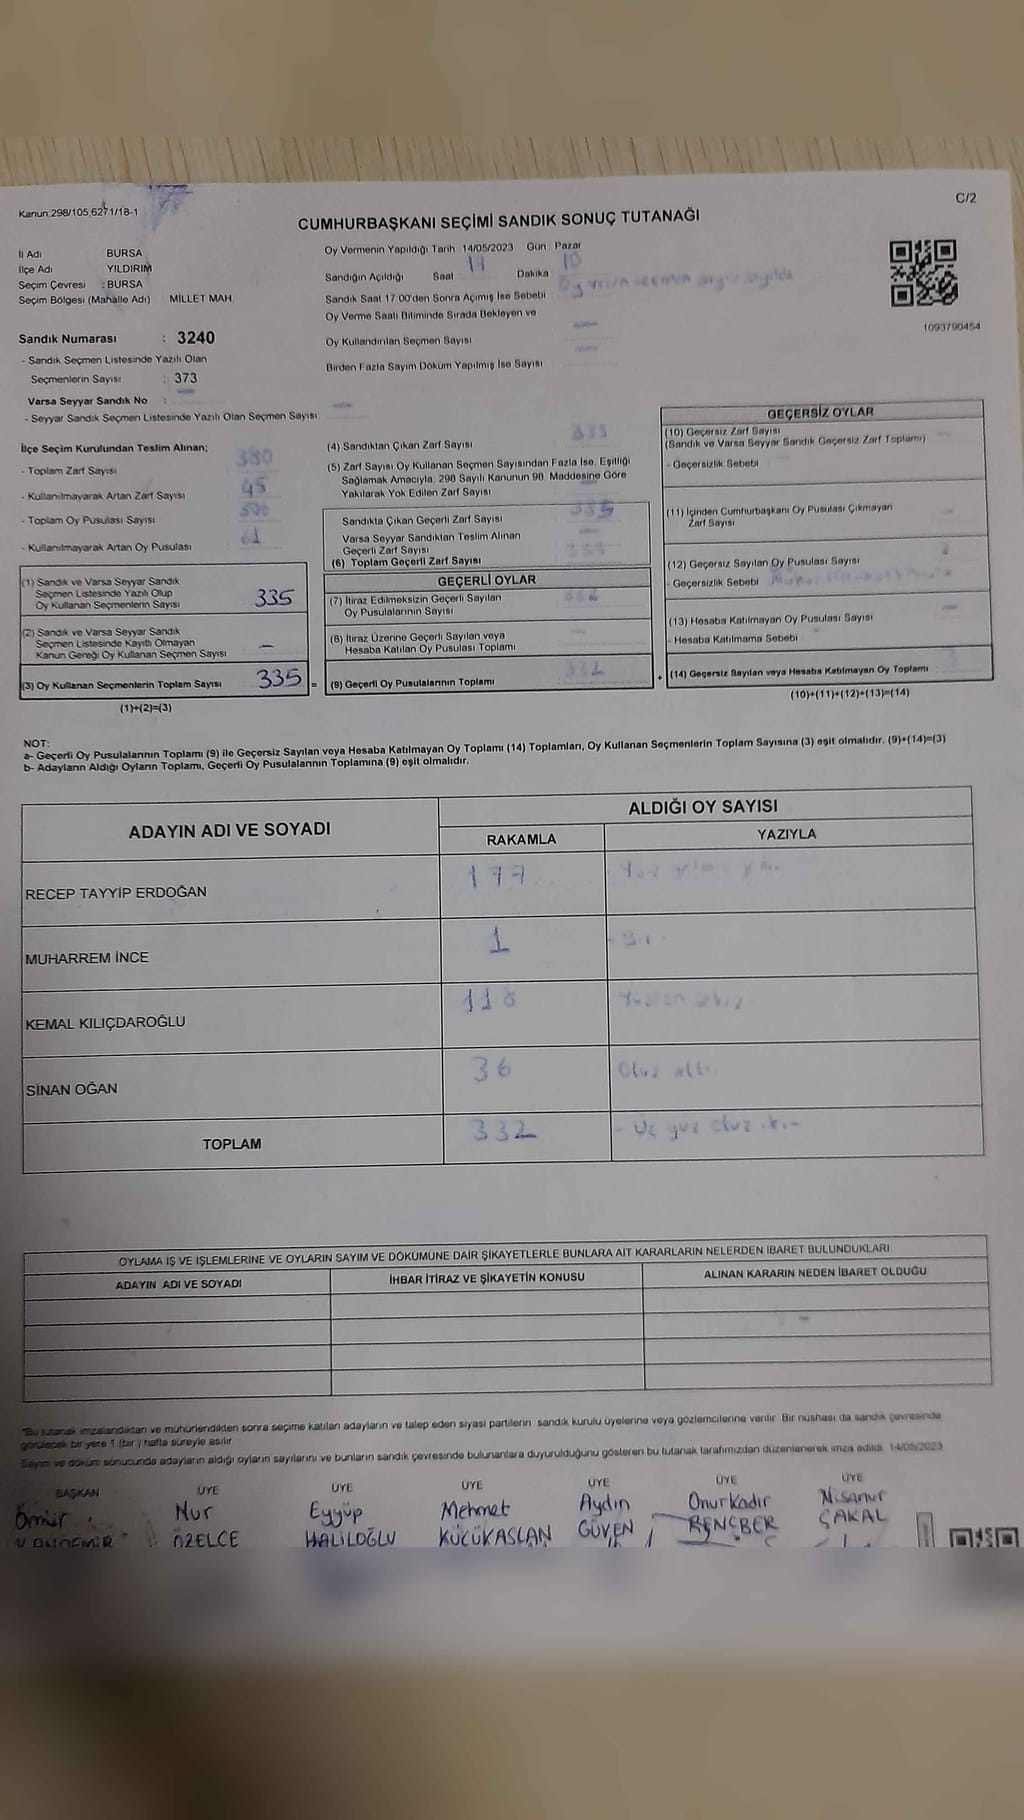 C/2
Kanun:298/105;6271/18-1
CUMHURBAŞKANI SEÇİMİ SANDIK SONUÇ TUTANAĞI
İl Adı BURSA
İlçe Adı YILDIRIM
Seçim Çevresi : BURSA
Seçim Bölgesi (Mahalle Adı) MİLLET MAH.
Sandık Numarası : 3240
- Sandık Seçmen Listesinde Yazılı Olan
Seçmenlerin Sayısı : 373
Varsa Seyyar Sandık No :
- Seyyar Sandık Seçmen Listesinde Yazılı Olan Seçmen Sayısı:
Oy Vermenin Yapıldığı Tarih 14/05/2023 Gün Pazar
Sandığın Açıldığı Saat 19 Dakika 10
Sandık Saat 17:00'den Sonra Açılmış İse Sebebi
Oy Verme Saati Bitiminde Sırada Bekleyen ve
Oy Kullandırılan Seçmen Sayısı
Birden Fazla Sayım Döküm Yapılmış İse Sayısı
1093790454
İlçe Seçim Kurulundan Teslim Alınan;
- Toplam Zarf Sayısı 380
- Kullanılmayarak Artan Zarf Sayısı 45
- Toplam Oy Pusulası Sayısı
- Kullanılmayarak Artan Oy Pusulası 61
(1) Sandık ve Varsa Seyyar Sandık
Seçmen Listesinde Yazılı Olup
Oy Kullanan Seçmenlerin Sayısı 335
(2) Sandık ve Varsa Seyyar Sandık
Seçmen Listesinde Kayıtlı Olmayan
Kanun Gereği Oy Kullanan Seçmen Sayısı -
(3) Oy Kullanan Seçmenlerin Toplam Sayısı 335 =
(1)+(2)=(3)
(4) Sandıktan Çıkan Zarf Sayısı 335
(5) Zarf Sayısı Oy Kullanan Seçmen Sayısından Fazla İse, Eşitliği
Sağlamak Amacıyla, 298 Sayılı Kanunun 98. Maddesine Göre
Yakılarak Yok Edilen Zarf Sayısı
Sandıkta Çıkan Geçerli Zarf Sayısı 335
Varsa Seyyar Sandıktan Teslim Alınan
Geçerli Zarf Sayısı
(6) Toplam Geçerli Zarf Sayısı 335
GEÇERLİ OYLAR
(7) İtiraz Edilmeksizin Geçerli Sayılan 332
Oy Pusulalarının Sayısı
(8) İtiraz Üzerine Geçerli Sayılan veya
Hesaba Katılan Oy Pusulası Toplamı
(9) Geçerli Oy Pusulalarının Toplamı 332 +
GEÇERSİZ OYLAR
(10) Geçersiz Zarf Sayısı
(Sandık ve Varsa Seyyar Sandık Geçersiz Zarf Toplamı)
- Geçersizlik Sebebi
(11) İçinden Cumhurbaşkanı Oy Pusulası Çıkmayan
Zarf Sayısı
(12) Geçersiz Sayılan Oy Pusulası Sayısı 3
- Geçersizlik Sebebi
(13) Hesaba Katılmayan Oy Pusulası Sayısı
- Hesaba Katılmama Sebebi
(14) Geçersiz Sayılan veya Hesaba Katılmayan Oy Toplamı 3
(10)+(11)+(12)+(13)=(14)
NOT:
a- Geçerli Oy Pusulalarının Toplamı (9) ile Geçersiz Sayılan veya Hesaba Katılmayan Oy Toplamı (14) Toplamları, Oy Kullanan Seçmenlerin Toplam Sayısına (3) eşit olmalıdır. (9)+(14)=(3)
b- Adayların Aldığı Oyların Toplamı, Geçerli Oy Pusulalarının Toplamına (9) eşit olmalıdır.
ADAYIN ADI VE SOYADI ALDIĞI OY SAYISI
RAKAMLA YAZIYLA
RECEP TAYYİP ERDOĞAN 177
MUHARREM İNCE 1 - Bir -
KEMAL KILIÇDAROĞLU 118 Yüzonsekiz
SİNAN OĞAN 36 Otuz altı
TOPLAM 332 - Üç yüz otuz iki -
OYLAMA İŞ VE İŞLEMLERİNE VE OYLARIN SAYIM VE DÖKÜMÜNE DAİR ŞİKAYETLERLE BUNLARA AİT KARARLARIN NELERDEN İBARET BULUNDUKLARI
ADAYIN ADI VE SOYADI İHBAR İTİRAZ VE ŞİKAYETİN KONUSU ALINAN KARARIN NEDEN İBARET OLDUĞU
*Bu tutanak imzalandıktan ve mühürlendikten sonra seçime katılan adayların ve talep eden siyasi partilerin sandık kurulu üyelerine veya gözlemcilerine verilir. Bir nüshası da sandık çevresinde
görülecek bir yere 1 (bir) hafta süreyle asılır.
Sayım ve döküm sonucunda adayların aldığı oyların sayılarını ve bunların sandık çevresinde bulunanlara duyurulduğunu gösteren bu tutanak tarafımızdan düzenlenerek imza edildi. 14/05/2023
BAŞKAN ÜYE ÜYE ÜYE ÜYE ÜYE ÜYE
Ömür Nur Eyyüp Mehmet Aydın Onur Kadir Nisanur
ÖZELCE HALİLOĞLU KÜÇÜKASLAN GÜVEN RENÇBER ÇAKAL